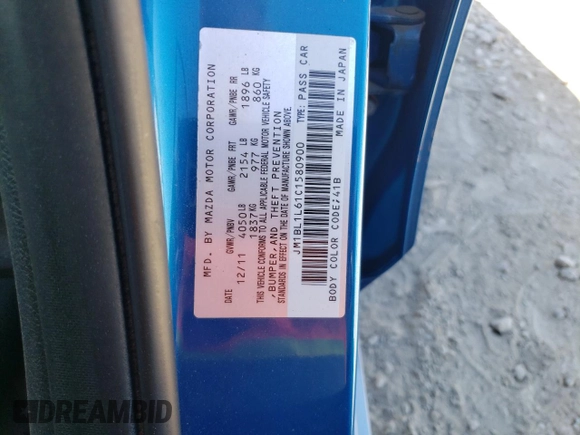 MFD. BY MAZDA MOTOR CORPORATION
DATE GVWR/PNBV GAWR/PNBE FRT GAWR/PNBE RR
12/11 4050LB 2154 LB 1896 LB
1837KG 977 KG 860 KG
THIS VEHICLE CONFORMS TO ALL APPLICABLE FEDERAL MOTOR VEHICLE SAFETY
,BUMPER,AND THEFT PREVENTION
STANDARDS IN EFFECT ON THE DATE OF MANUFACTURE SHOWN ABOVE.
JM1BL1L61C1580900 TYPE: PASS CAR
BODY COLOR CODE:41B MADE IN JAPAN
DREAMBID